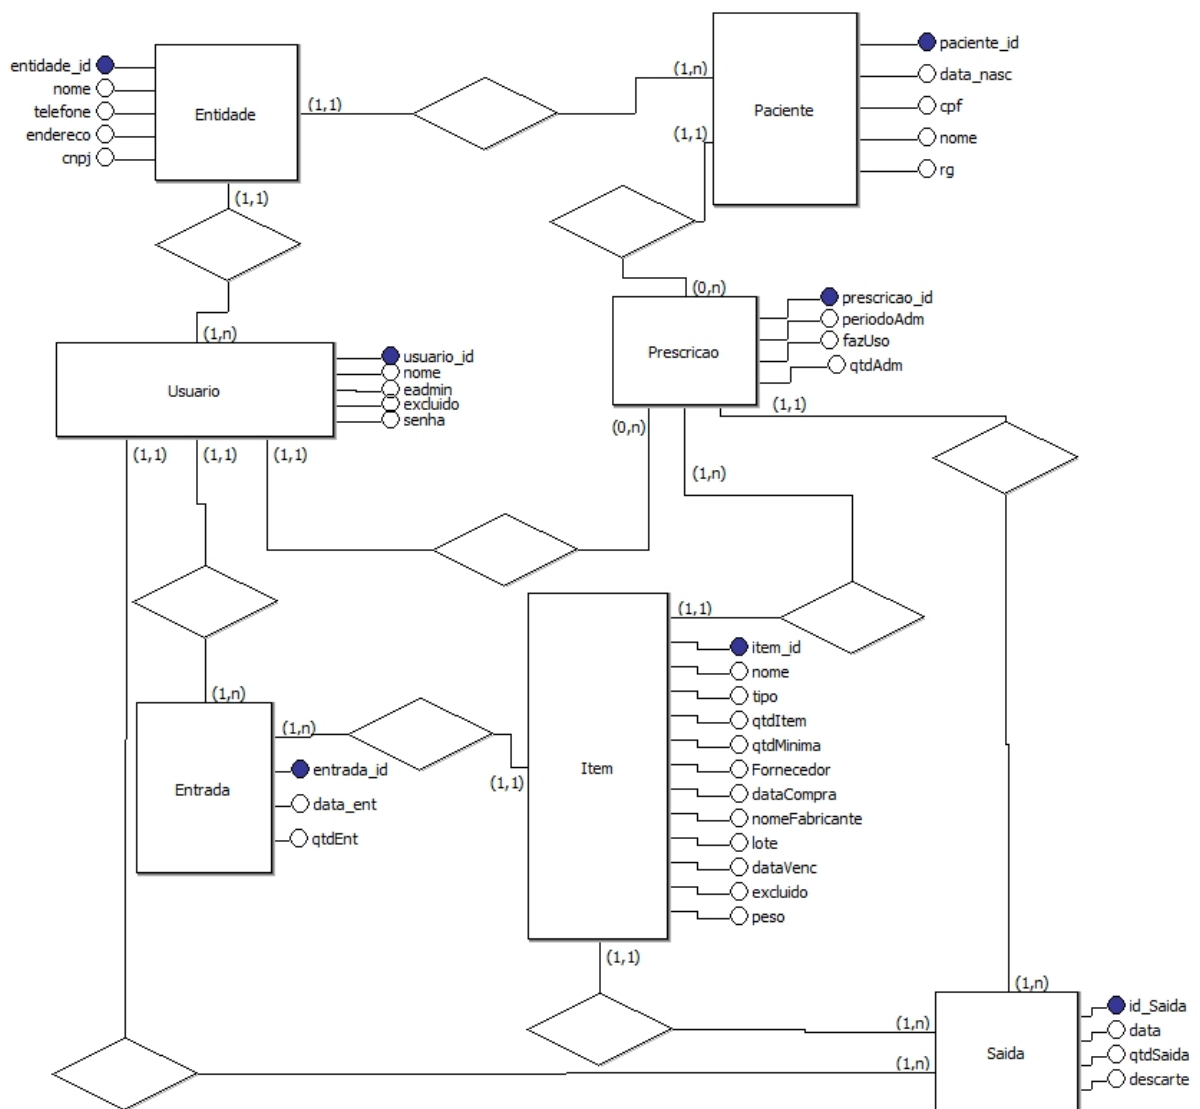 entidade_id
nome
telefone
endereco
cnpj
Entidade
(1,1)
(1,n)
(1,1)
Paciente
paciente_id
data_nasc
cpf
nome
rg
(1,1)
(1,n)
Usuario
usuario_id
nome
eadmin
excluido
senha
(1,1)
(1,1)
(1,1)
(0,n)
Prescricao
prescricao_id
periodoAdm
fazUso
qtdAdm
(0,n)
(1,n)
(1,1)
(1,n)
Entrada
(1,n)
entrada_id
data_ent
qtdEnt
(1,1)
Item
(1,1)
item_id
nome
tipo
qtdItem
qtdMinima
Fornecedor
dataCompra
nomeFabricante
lote
dataVenc
excluido
peso
(1,1)
(1,n)
(1,n)
(1,n)
Saida
id_Saida
data
qtdSaida
descarte